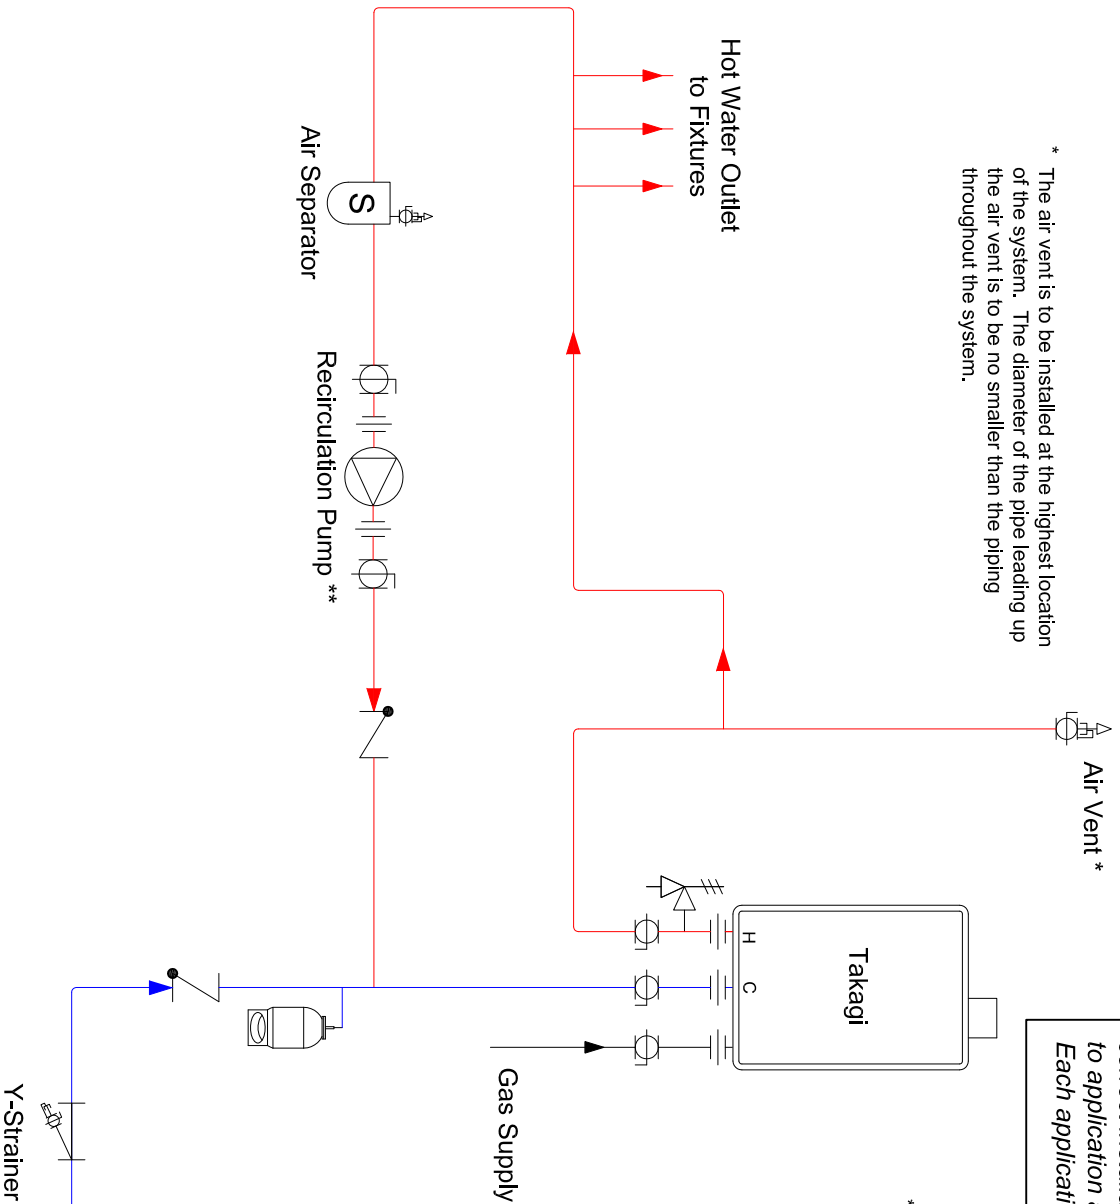 * The air vent is to be installed at the highest location
of the system. The diameter of the pipe leading up
the air vent is to be no smaller than the piping
throughout the system.
Air Vent *
to application
Each applicati
*
Hot Water Outlet
to Fixtures
Takagi
H
C
Gas Supply
Air Separator
S
Recirculation Pump **
Y-Strainer